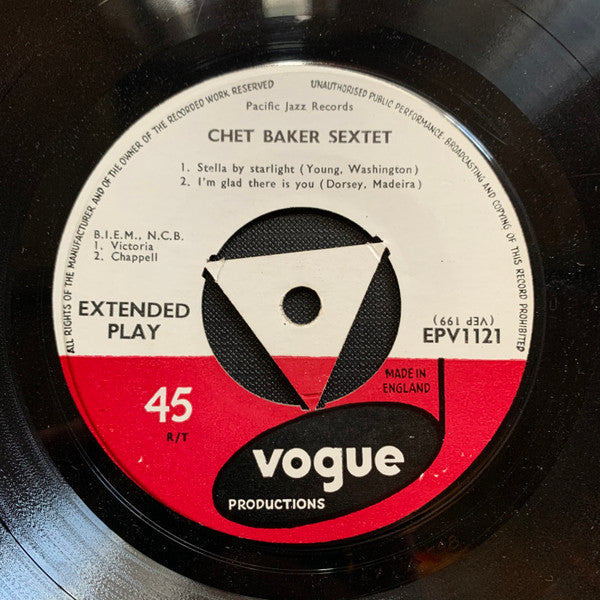 ALL RIGHTS OF THE MANUFACTURER AND OF THE OWNER OF THE RECORDED WORK RESERVED
UNAUTHORISED PUBLIC PERFORMANCE, BROADCASTING AND COPYING OF THIS RECORD PROHIBITED
Pacific Jazz Records
CHET BAKER SEXTET
1. Stella by starlight (Young, Washington)
2. I'm glad there is you (Dorsey, Madeira)
B.I.E.M., N.C.B.
1. Victoria
2. Chappell
EXTENDED
PLAY
(VEP 199)
EPV1121
MADE IN
ENGLAND
45
R/T
vogue
PRODUCTIONS